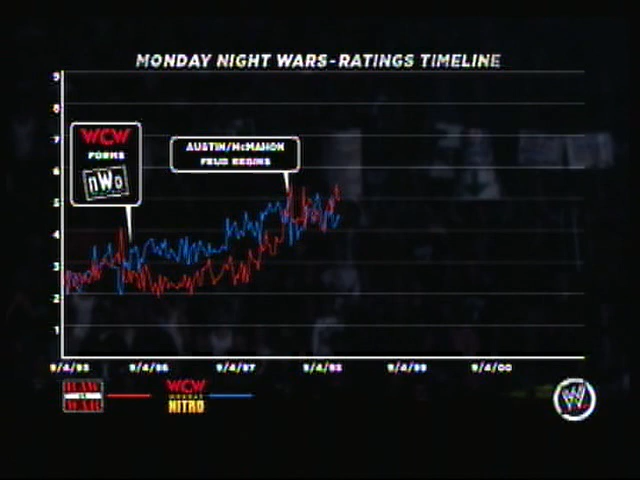 MONDAY NIGHT WARS-RATINGS TIMELINE
9
8
7
6
5
4
3
2
1
WCW
FORMS
nWo
AUSTIN/McMAHON
FEUD BEGINS
9/4/95 9/4/96 9/4/97 9/4/98 9/4/99 9/4/00
RAW
IS
WAR
WCW
MONDAY
NITRO
W